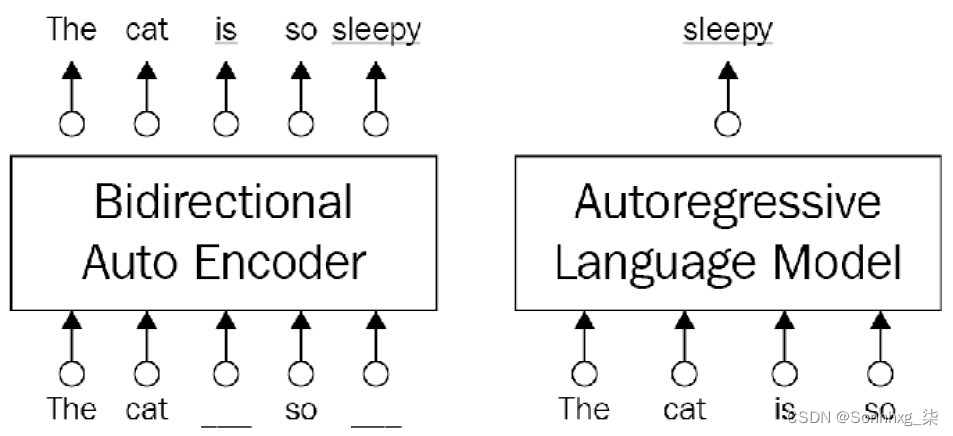 The cat is so sleepy
sleepy
Bidirectional
Auto Encoder
Autoregressive
Language Model
The cat ___ so ___
The cat is so
CSDN @Sonhhxg_柒